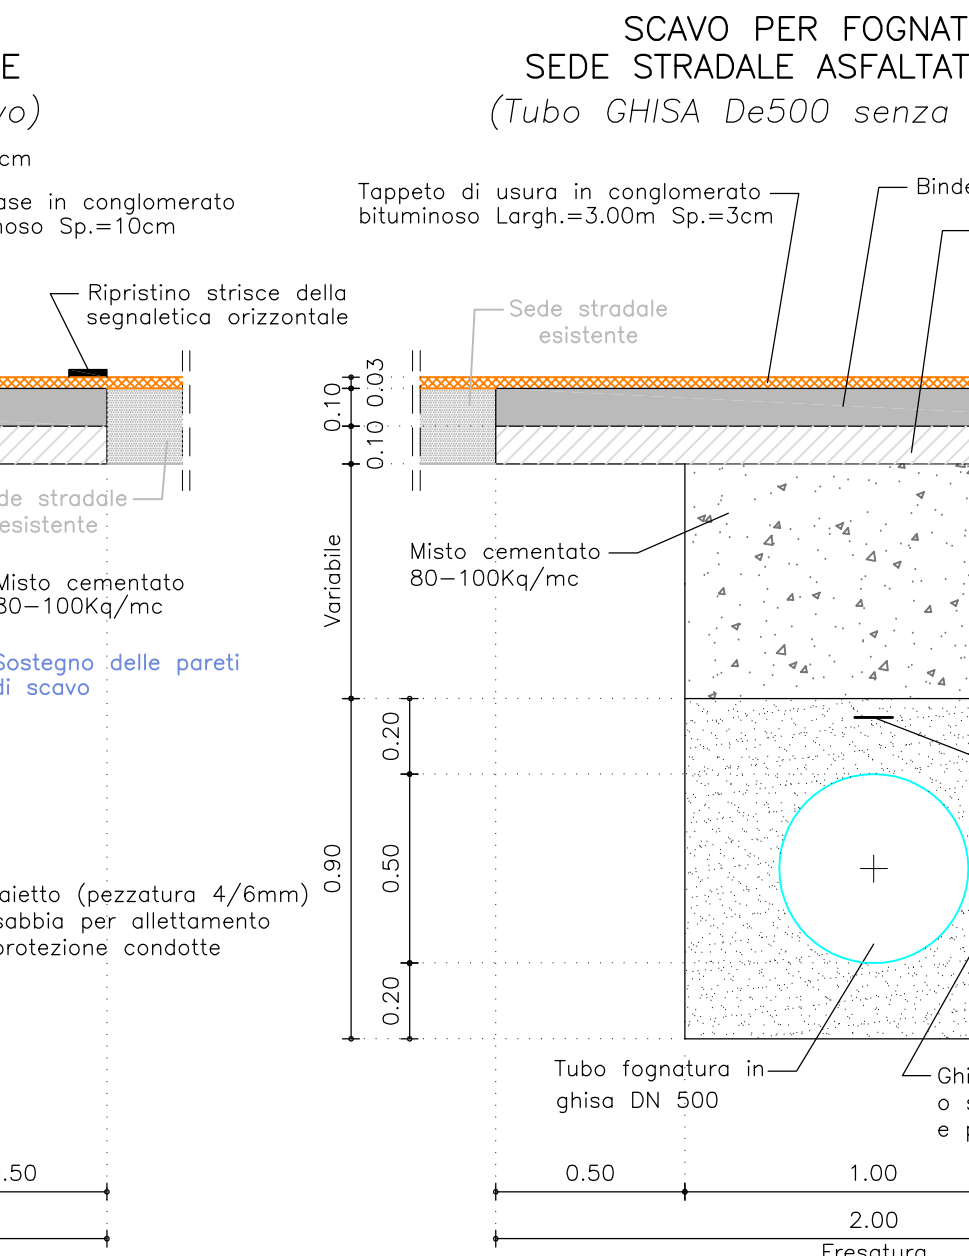 E
vo)
cm
ase in conglomerato
noso Sp.=10cm
Ripristino strisce della
segnaletica orizzontale
de stradale
esistente
Misto cementato
80-100Kq/mc
Sostegno delle pareti
di scavo
aietto (pezzatura 4/6mm)
sabbia per allettamento
protezione condotte
.50
SCAVO PER FOGNAT
SEDE STRADALE ASFALTAT
(Tubo GHISA De500 senza
Tappeto di usura in conglomerato
bituminoso Largh.=3.00m Sp.=3cm
Binde
Sede stradale
esistente
0.03
0.10
0.10
Variabile
Misto cementato
80-100Kg/mc
0.20
0.90
0.50
0.20
Tubo fognatura in
ghisa DN 500
Ghi
o s
e p
0.50
1.00
2.00
Fresatura